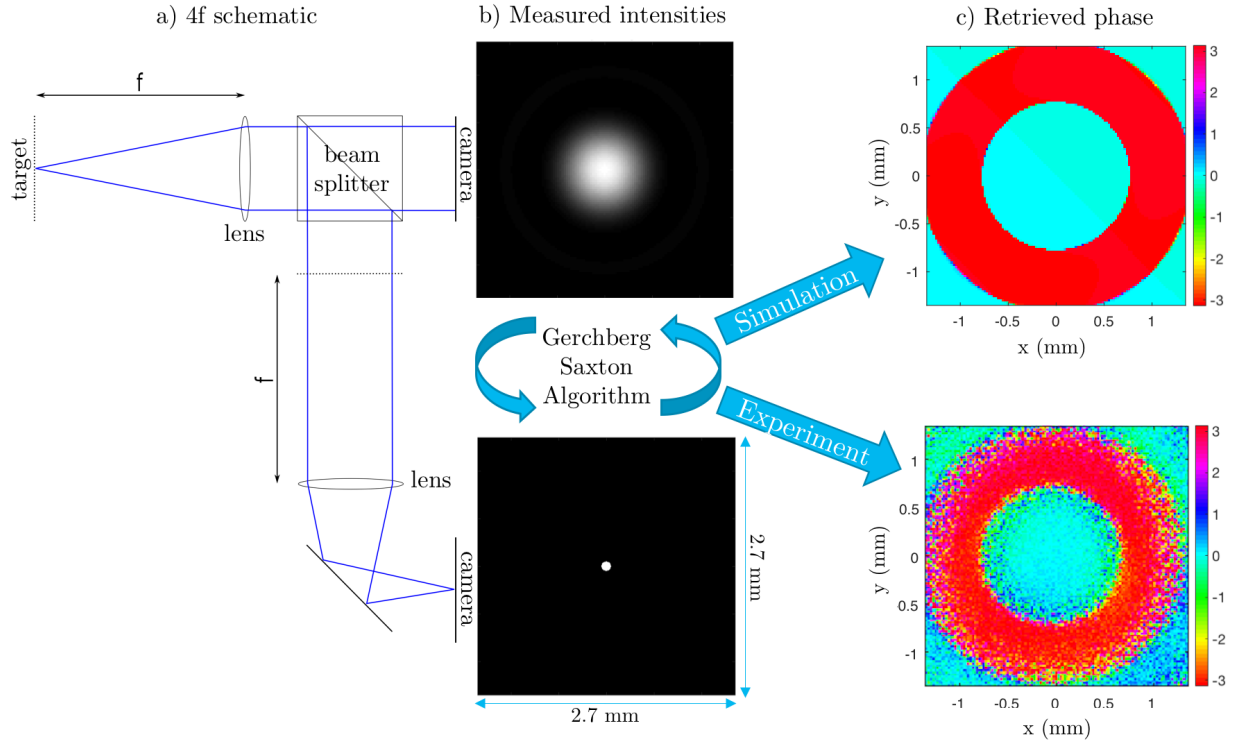 a) 4f schematic
b) Measured intensities
c) Retrieved phase
f
target
lens
beam
splitter
camera
f
lens
camera
Gerchberg
Saxton
Algorithm
2.7 mm
2.7 mm
Simulation
Experiment
y (mm)
1
0.5
0
-0.5
-1
-1
-0.5
0
0.5
1
x (mm)
3
2
1
0
-1
-2
-3
y (mm)
1
0.5
0
0.5
-1
-1
-0.5
0
0.5
1
x (mm)
3
2
1
0
-1
-2
-3